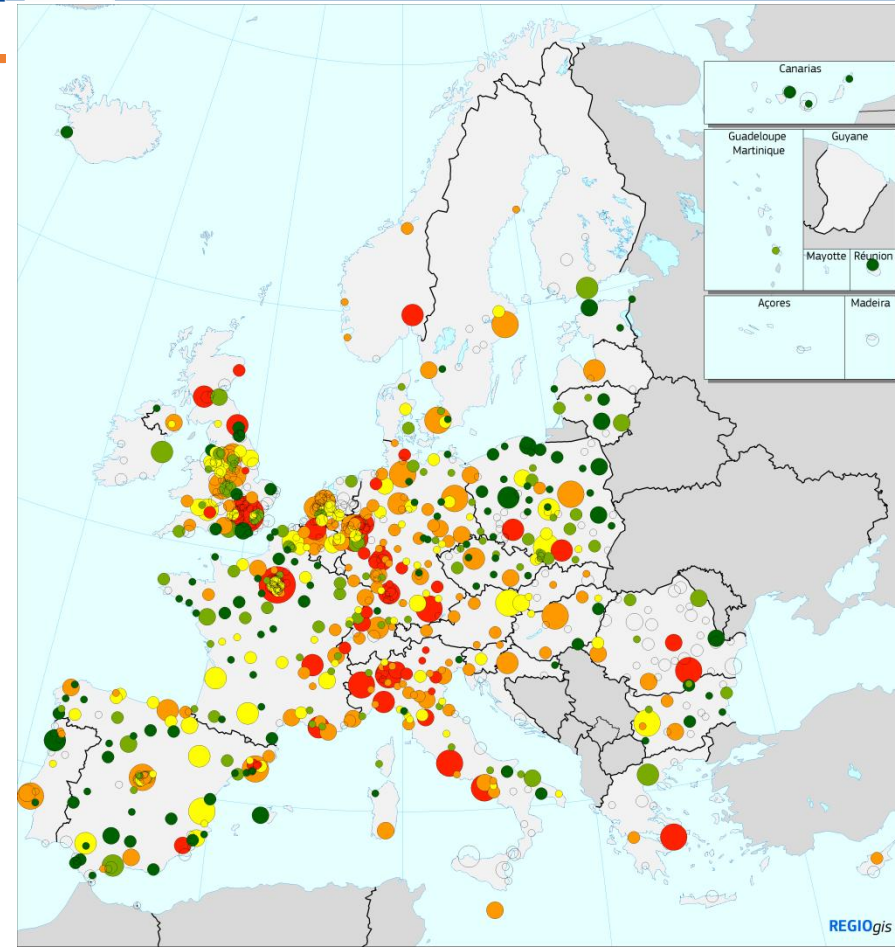 Canarias
Guadeloupe
Martinique
Guyane
Mayotte
Réunion
Açores
Madeira
REGIOgis